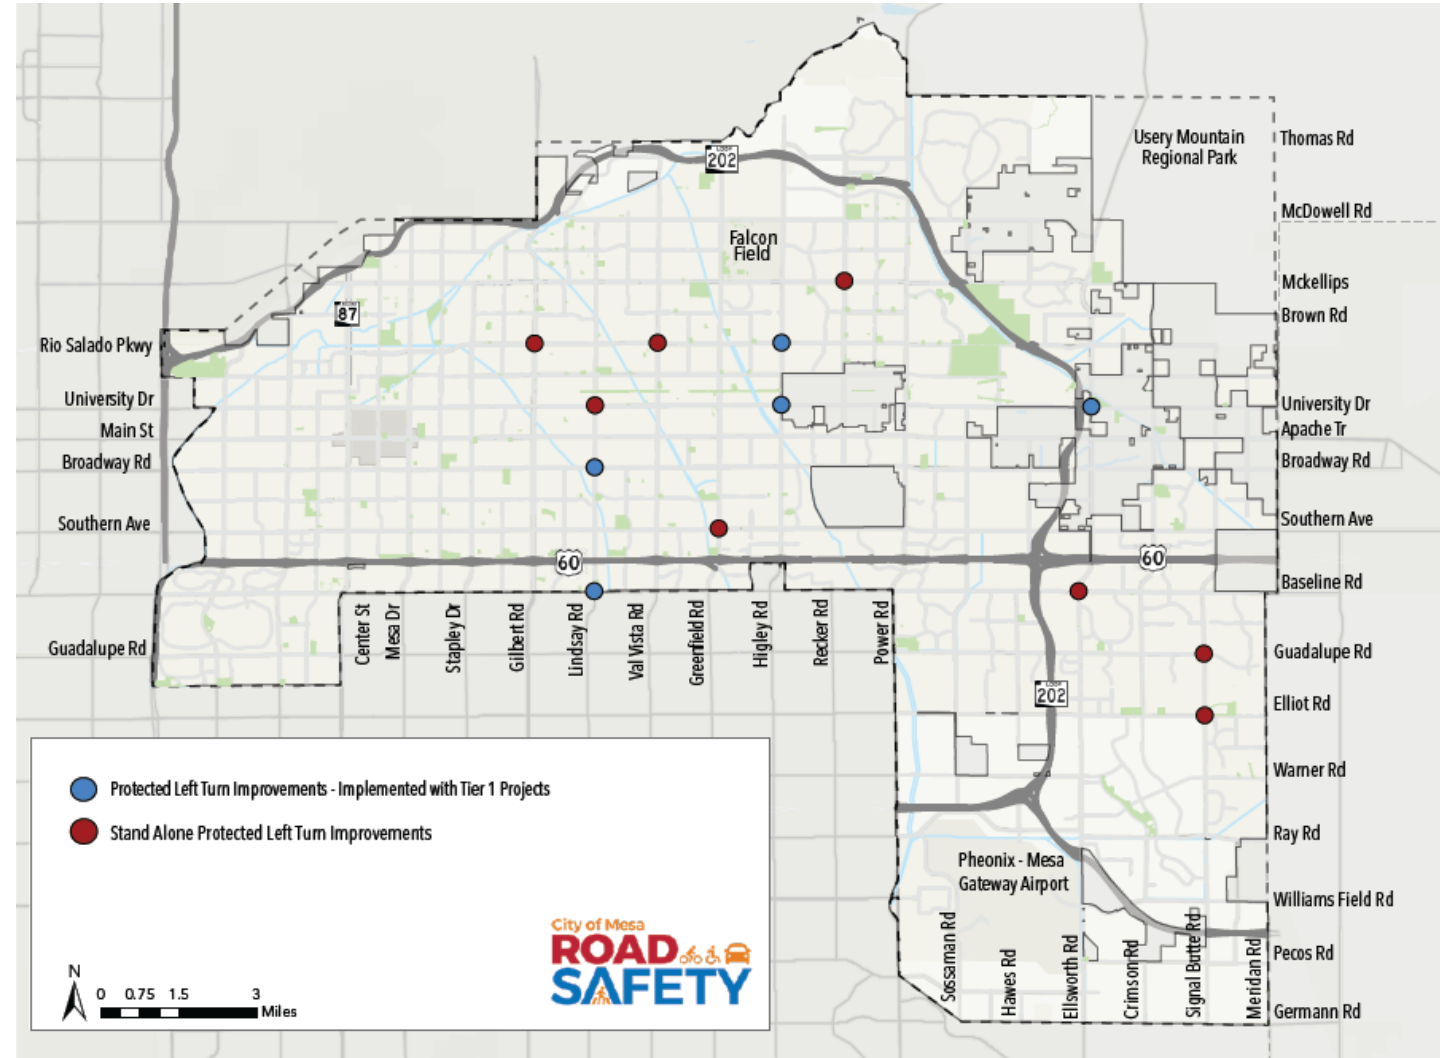 Usery Mountain
Regional Park
Thomas Rd
LOOP
202
McDowell Rd
Falcon
Field
Mckellips
87
Brown Rd
Rio Salado Pkwy
University Dr
University Dr
Main St
Apache Tr
Broadway Rd
Broadway Rd
Southern Ave
Southern Ave
60
60
Baseline Rd
Center St
Mesa Dr
Stapley Dr
Gilbert Rd
Lindsay Rd
Val Vista Rd
Greenfield Rd
Higley Rd
Recker Rd
Power Rd
Guadalupe Rd
Guadalupe Rd
LOOP
202
Elliot Rd
Warner Rd
Protected Left Turn Improvements - Implemented with Tier 1 Projects
Stand Alone Protected Left Turn Improvements
Ray Rd
Pheonix - Mesa
Gateway Airport
Williams Field Rd
Sossaman Rd
Hawes Rd
Ellsworth Rd
Crimson Rd
Signal Butte Rd
Meridan Rd
Pecos Rd
Germann Rd
City of Mesa
ROAD
SAFETY
N
0 0.75 1.5 3
Miles